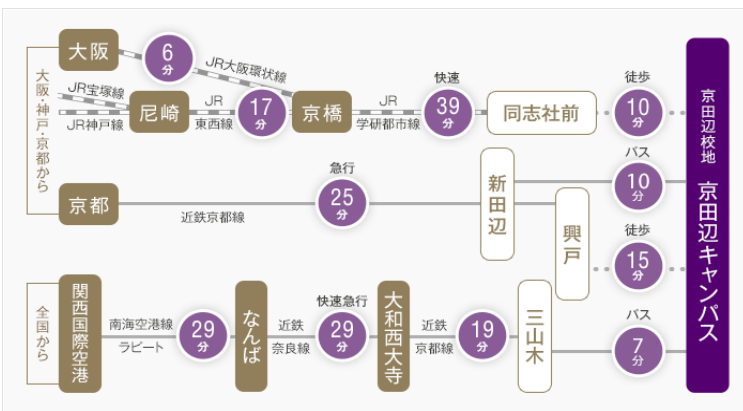 大阪・神戸・京都から
大阪
6分
JR大阪環状線
JR宝塚線
JR神戸線
尼崎
JR
東西線
17分
京橋
JR
学研都市線
快速
39分
同志社前
徒歩
10分
京都
近鉄京都線
急行
25分
新田辺
バス
10分
興戸
徒歩
15分
全国から
関西国際空港
南海空港線
ラピート
29分
なんば
近鉄
奈良線
快速急行
29分
大和西大寺
近鉄
京都線
19分
三山木
バス
7分
京田辺校地 京田辺キャンパス